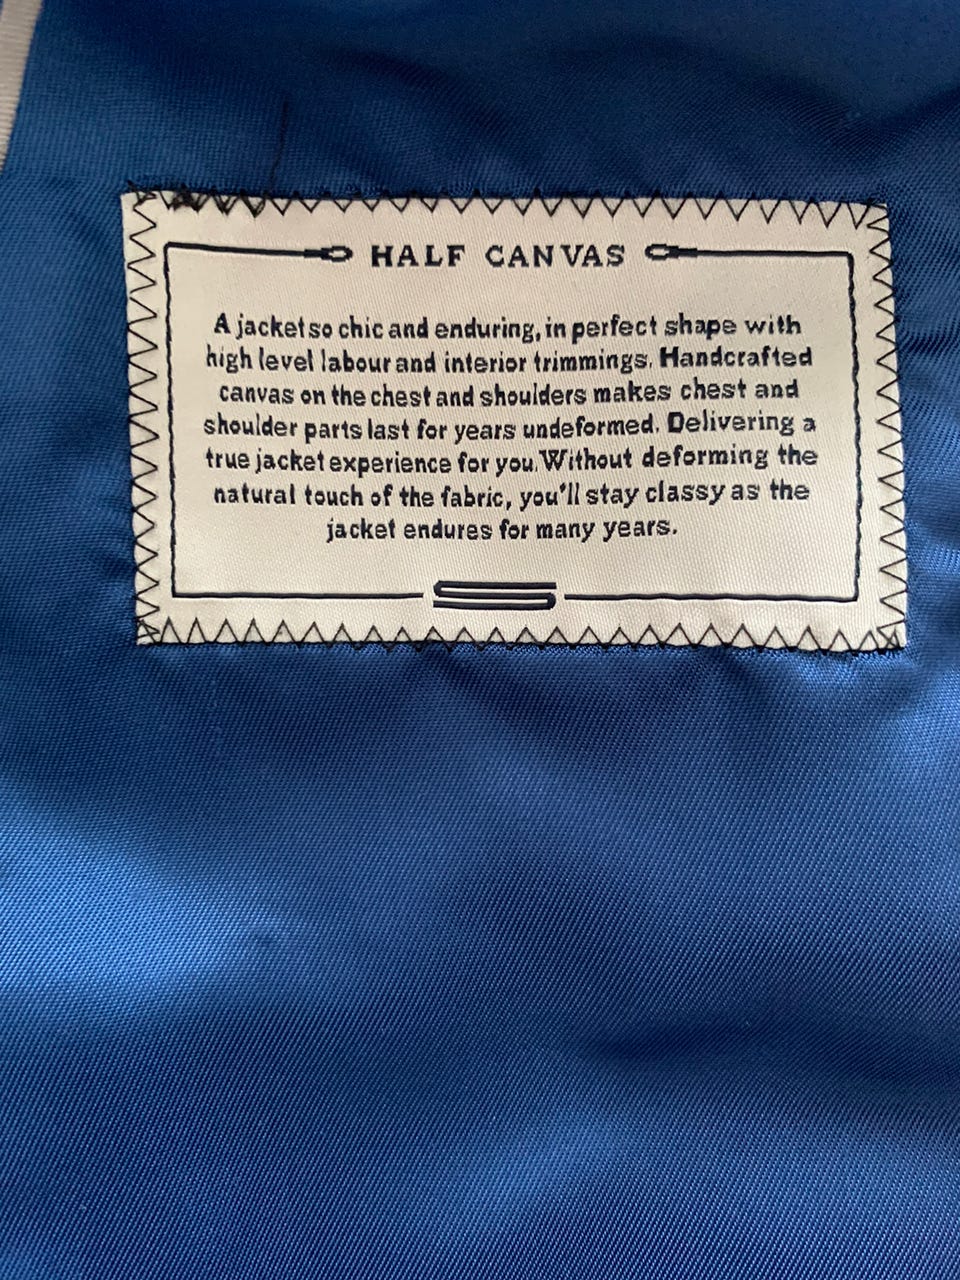 HALF CANVAS
A jacket so chic and enduring, in perfect shape with
high level labour and interior trimmings. Handcrafted
canvas on the chest and shoulders makes chest and
shoulder parts last for years undeformed. Delivering a
true jacket experience for you. Without deforming the
natural touch of the fabric, you'll stay classy as the
jacket endures for many years.